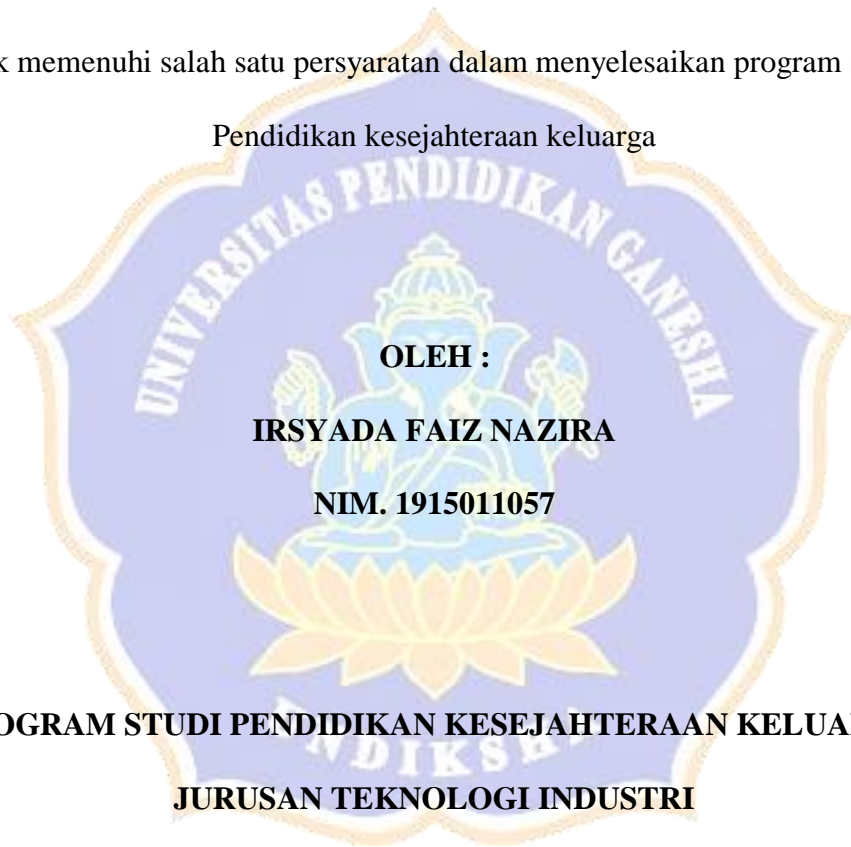 k memenuhi salah satu persyaratan dalam menyelesaikan program
Pendidikan kesejahteraan keluarga
UNIVERSITAS PENDIDIKAN GANESHA
OLEH :
IRSYADA FAIZ NAZIRA
NIM. 1915011057
OGRAM STUDI PENDIDIKAN KESEJAHTERAAN KELUA
UNDIKSHA
JURUSAN TEKNOLOGI INDUSTRI